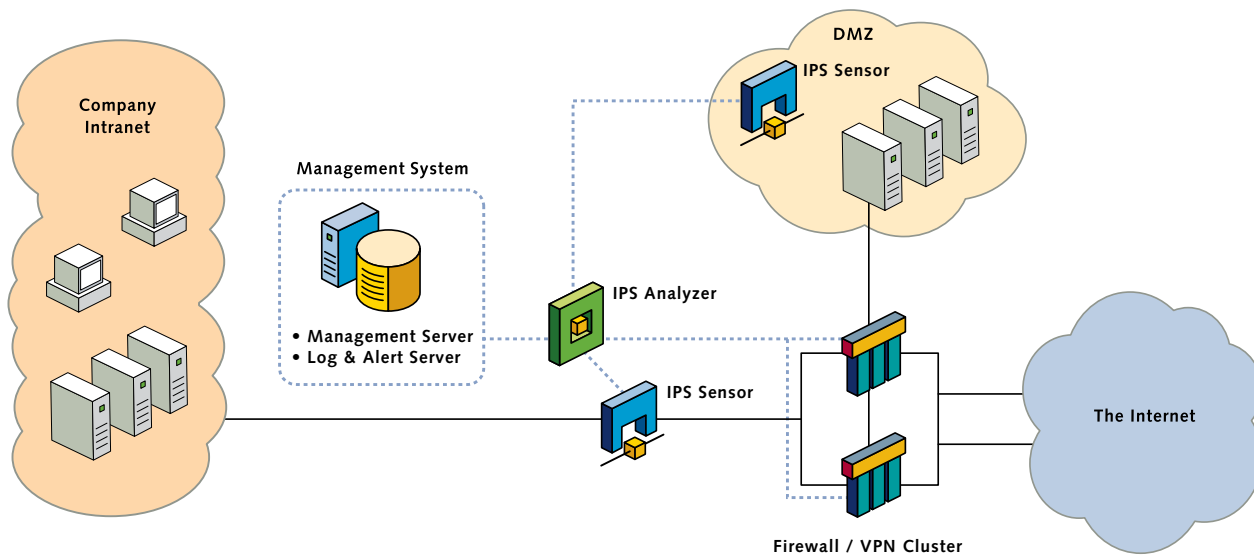 DMZ
IPS Sensor
Company
Intranet
Management System
IPS Analyzer
• Management Server
• Log & Alert Server
IPS Sensor
The Internet
Firewall / VPN Cluster